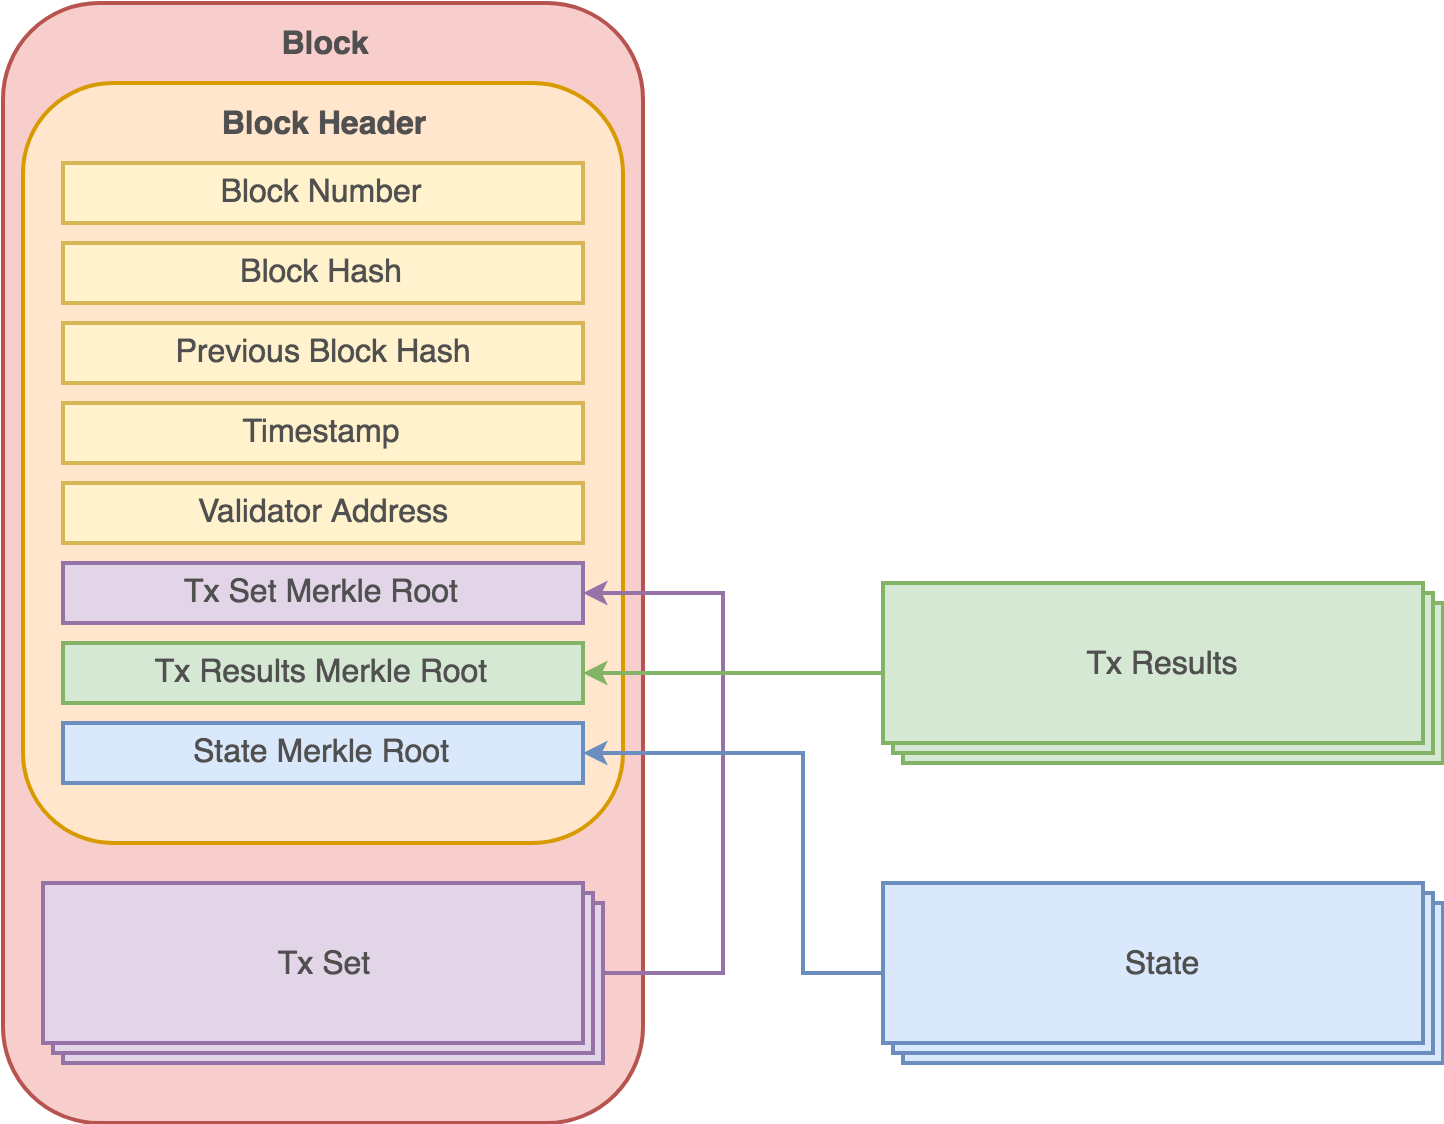 Block
Block Header
Block Number
Block Hash
Previous Block Hash
Timestamp
Validator Address
Tx Set Merkle Root
Tx Results Merkle Root
State Merkle Root
Tx Set
Tx Results
State